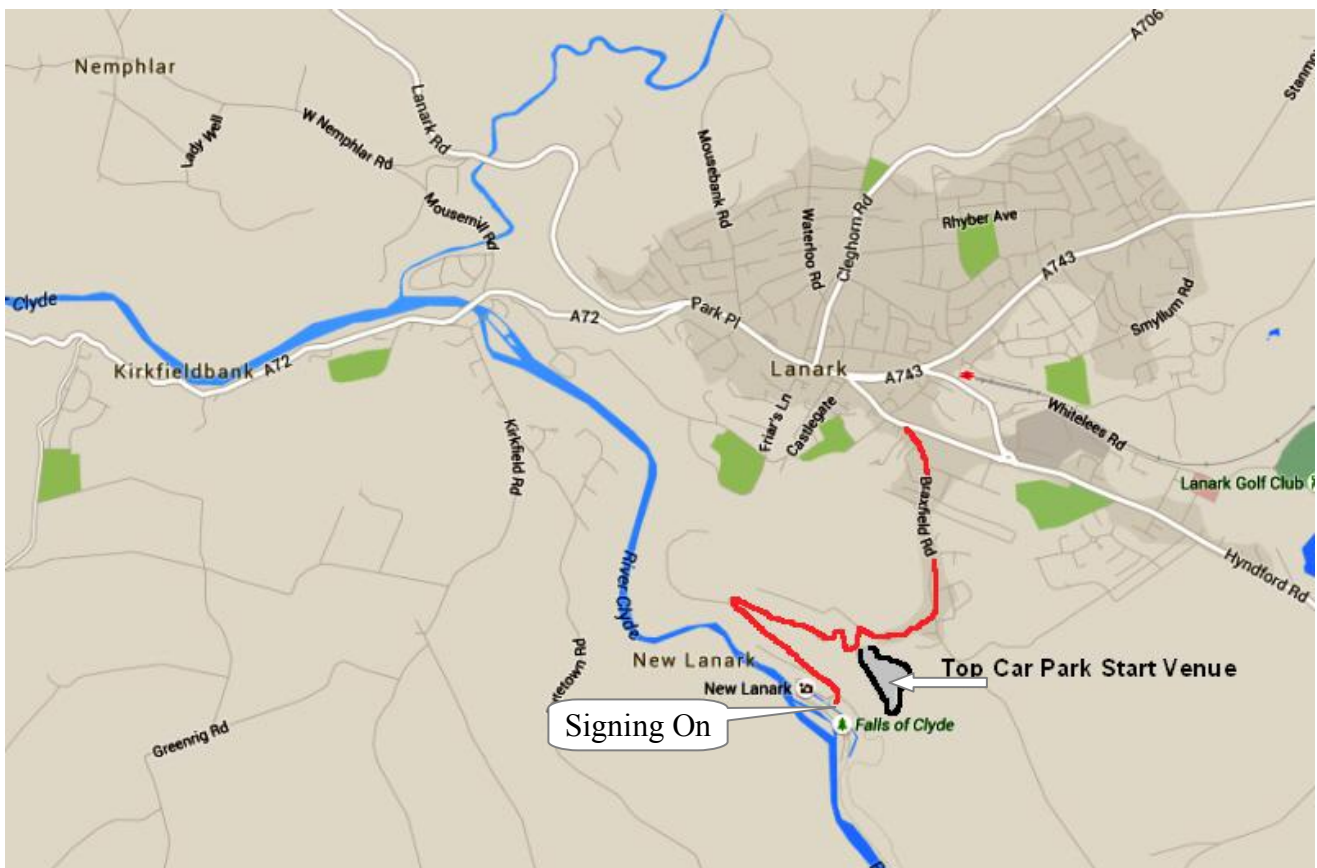 A706
Nemphlar
Stanmo
Lanark Rd
W Nemphlar Rd
Lady Well
Mousebank Rd
Mousemill Rd
Waterloo Rd
Cleghorn Rd
Rhyber Ave
A743
Smyllum Rd
Clyde
Park Pl
A72
Kirkfieldbank
A72
Lanark
A743
Friar's Ln
Castlegate
Whitelees Rd
Kirkfield Rd
Braxfield Rd
Lanark Golf Club
River Clyde
Hyndford Rd
New Lanark
Top Car Park Start Venue
New Lanark
Signing On
Falls of Clyde
Greenrig Rd